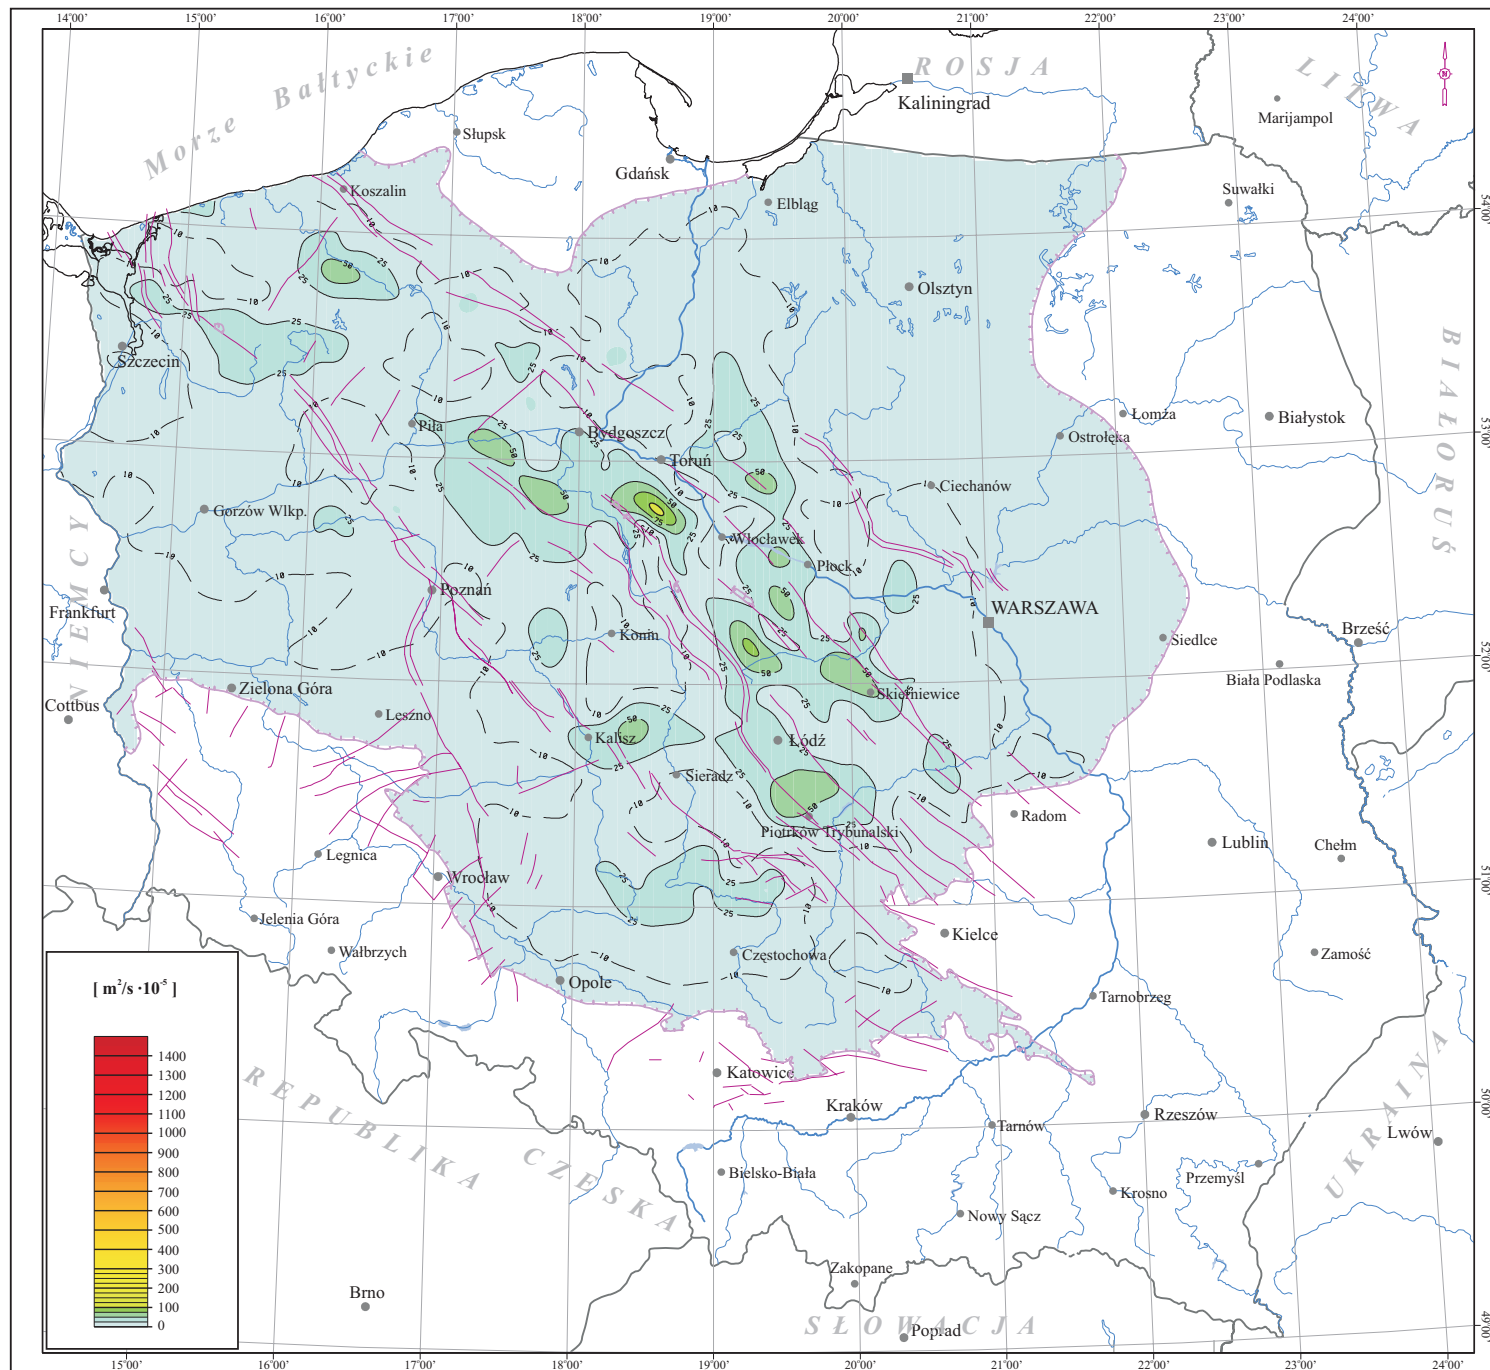 14°00' 15°00' 16°00' 17°00' 18°00' 19°00' 20°00' 21°00' 22°00' 23°00' 24°00'
Morze Bałtyckie
ROSJA
LITWA
N
Kaliningrad
Marijampol
Słupsk
Gdańsk
Koszalin
Elbląg
Suwałki
54°00'
Olsztyn
Szczecin
BIAŁORUŚ
Piła
Bydgoszcz
Łomża
Białystok
Ostrołęka
53°00'
Toruń
Ciechanów
Gorzów Wlkp.
Włocławek
Płock
NIEMCY
Poznań
Frankfurt
WARSZAWA
Konin
Siedlce
Brześć
52°00'
Biała Podlaska
Zielona Góra
Skierniewice
Cottbus
Leszno
Kalisz
Łódź
Sieradz
Piotrków Trybunalski
Radom
Lublin
Chełm
Legnica
Wrocław
51°00'
Jelenia Góra
Kielce
Wałbrzych
Częstochowa
Zamość
Opole
Tarnobrzeg
[ m²/s ·10⁻⁵ ]
1400
1300
1200
1100
1000
900
800
700
600
500
400
300
200
100
0
REPUBLIKA CZESKA
Katowice
Kraków
Tarnów
Rzeszów
50°00'
Lwów
UKRAINA
Bielsko-Biała
Przemyśl
Krosno
Nowy Sącz
Zakopane
Brno
SŁOWACJA
Poprad
49°00'
15°00' 16°00' 17°00' 18°00' 19°00' 20°00' 21°00' 22°00' 23°00' 24°00'